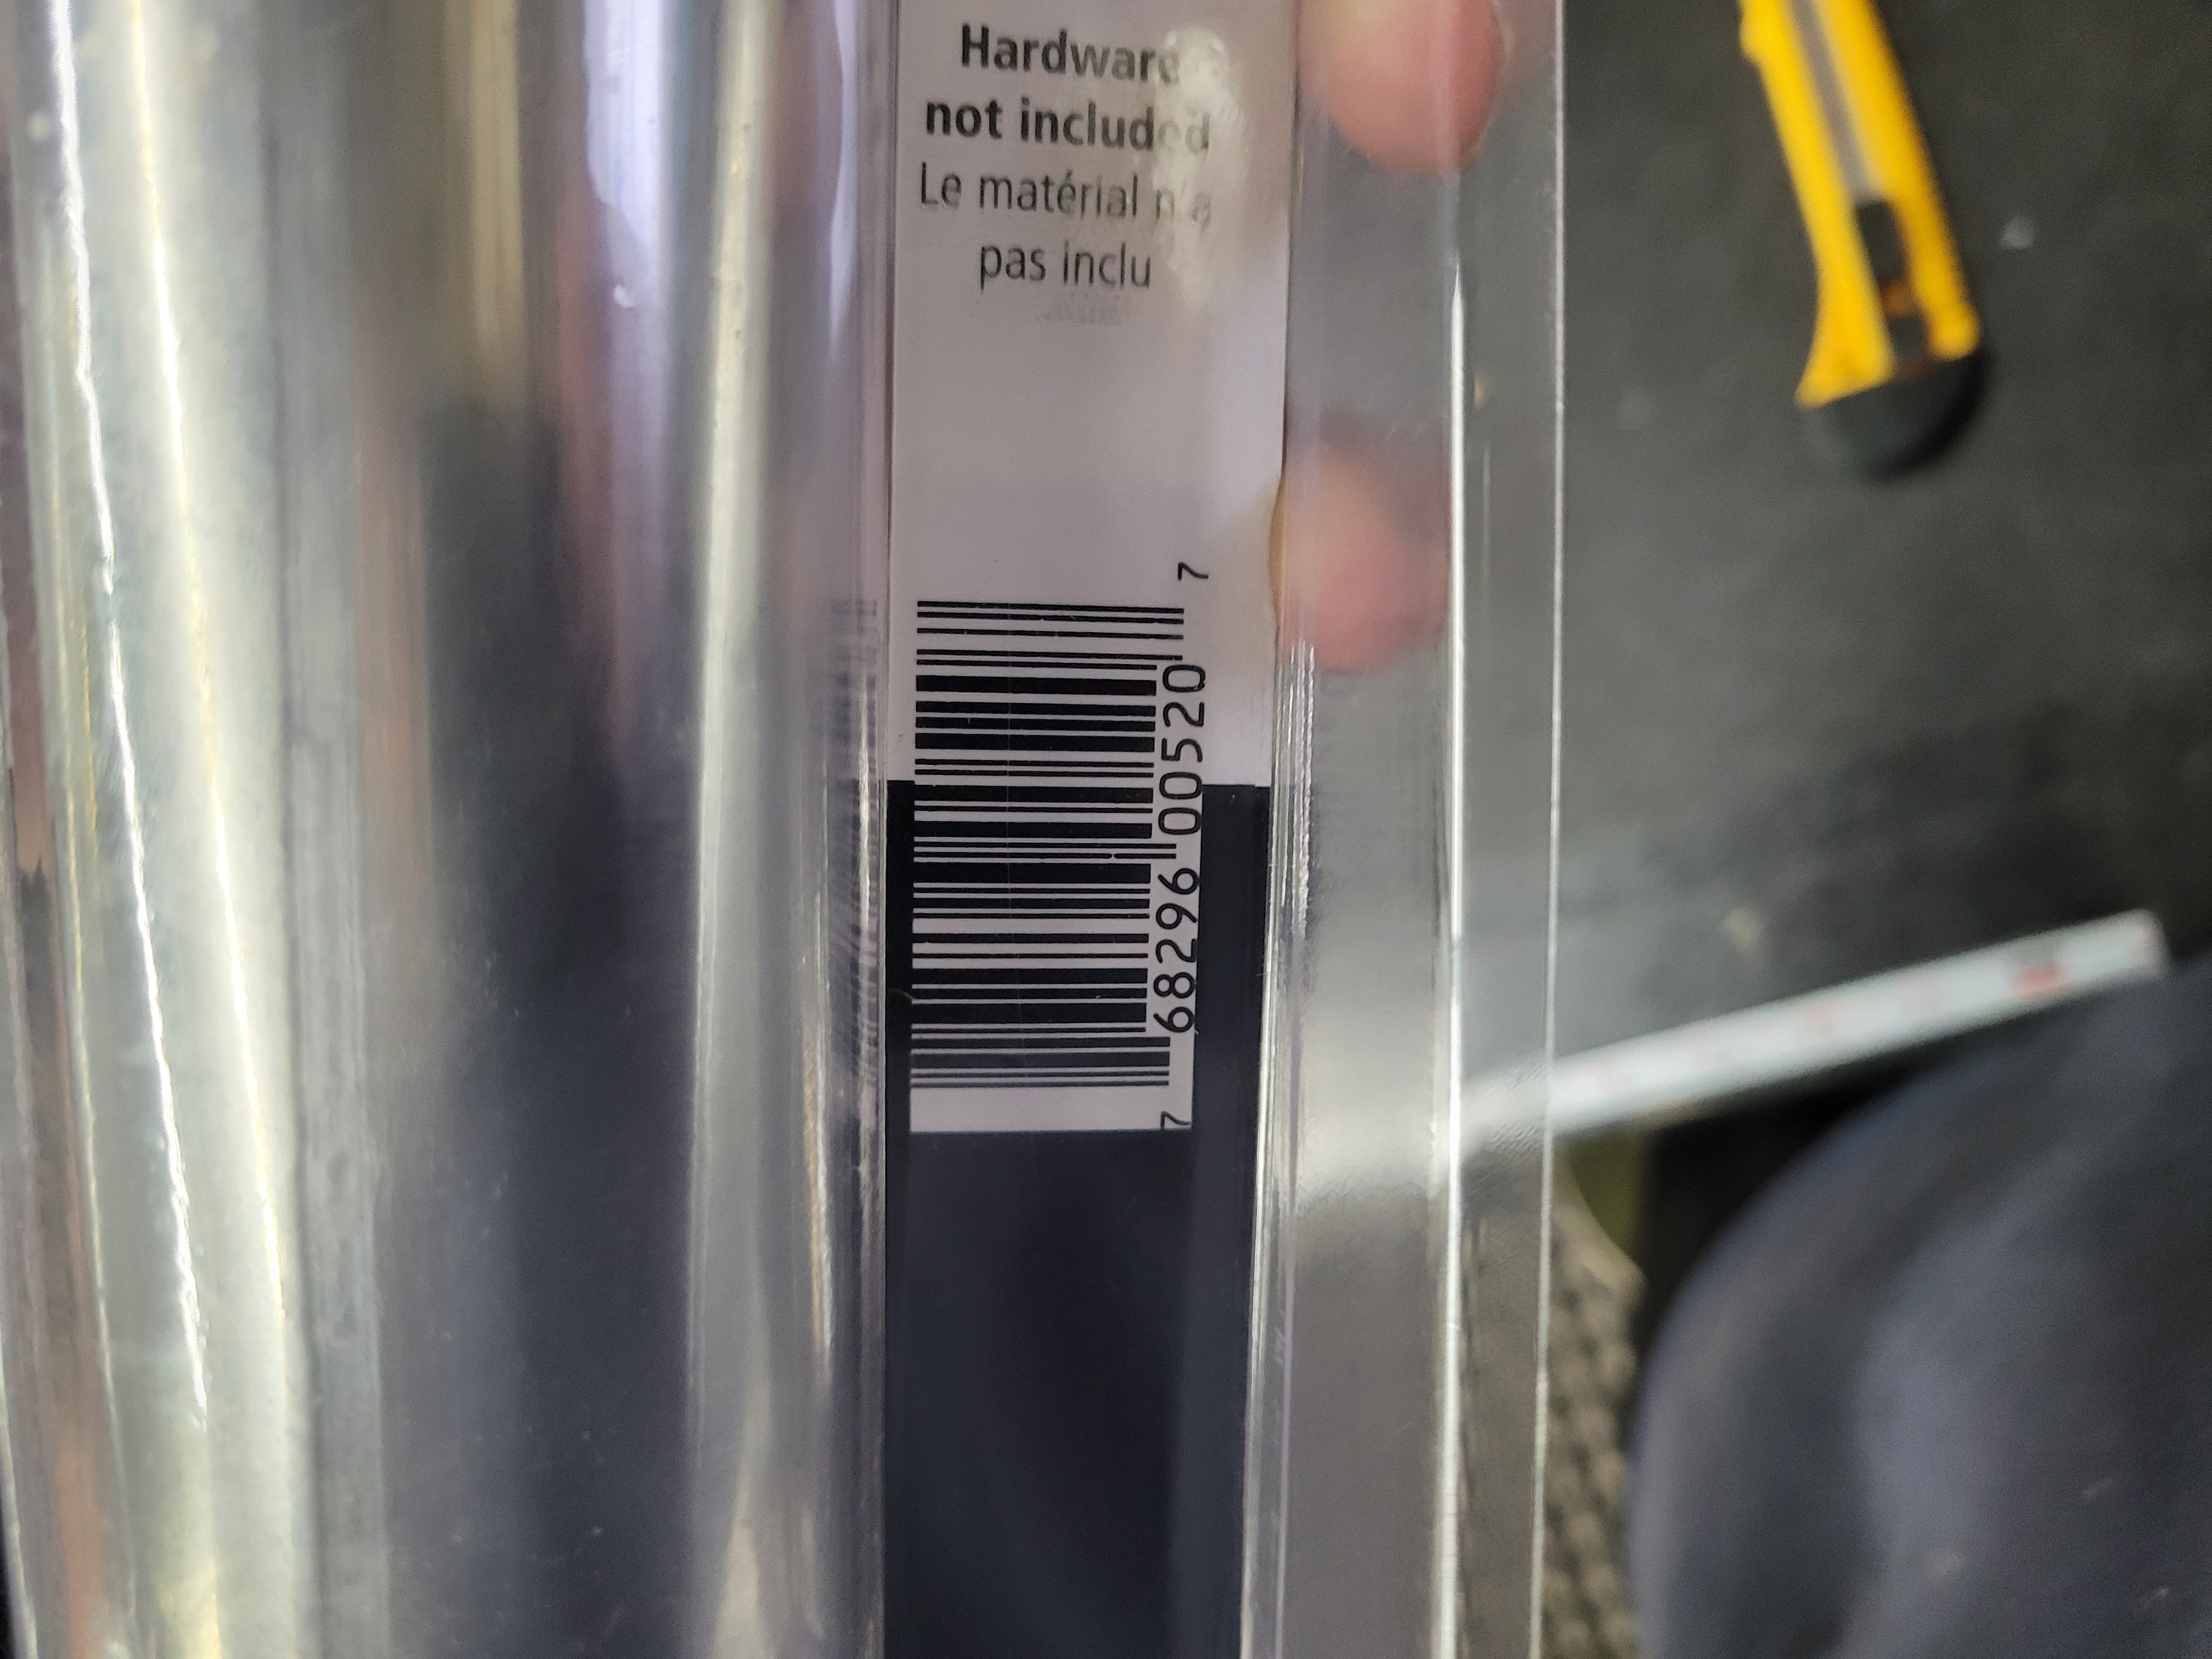 Hardware
not included
Le matérial n'a
pas inclu
7 68296 00520 7